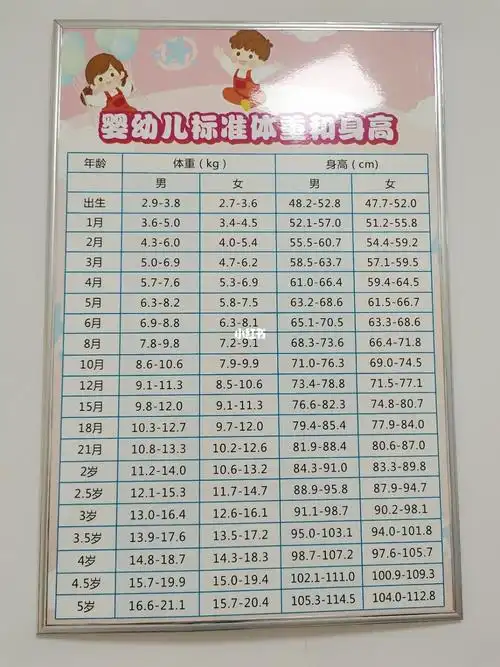 婴幼儿标准体重和身高
年龄 体重(kg) 身高(cm)
男 女 男 女
出生 2.9-3.8 2.7-3.6 48.2-52.8 47.7-52.0
1月 3.6-5.0 3.4-4.5 52.1-57.0 51.2-55.8
2月 4.3-6.0 4.0-5.4 55.5-60.7 54.4-59.2
3月 5.0-6.9 4.7-6.2 58.5-63.7 57.1-59.5
4月 5.7-7.6 5.3-6.9 61.0-66.4 59.4-64.5
5月 6.3-8.2 5.8-7.5 63.2-68.6 61.5-66.7
6月 6.9-8.8 6.3-8.1 65.1-70.5 63.3-68.6
小红书
8月 7.8-9.8 7.2-9.1 68.3-73.6 66.4-71.8
10月 8.6-10.6 7.9-9.9 71.0-76.3 69.0-74.5
12月 9.1-11.3 8.5-10.6 73.4-78.8 71.5-77.1
15月 9.8-12.0 9.1-11.3 76.6-82.3 74.8-80.7
18月 10.3-12.7 9.7-12.0 79.4-85.4 77.9-84.0
21月 10.8-13.3 10.2-12.6 81.9-88.4 80.6-87.0
2岁 11.2-14.0 10.6-13.2 84.3-91.0 83.3-89.8
2.5岁 12.1-15.3 11.7-14.7 88.9-95.8 87.9-94.7
3岁 13.0-16.4 12.6-16.1 91.1-98.7 90.2-98.1
3.5岁 13.9-17.6 13.5-17.2 95.0-103.1 94.0-101.8
4岁 14.8-18.7 14.3-18.3 98.7-107.2 97.6-105.7
4.5岁 15.7-19.9 15.0-19.4 102.1-111.0 100.9-109.3
5岁 16.6-21.1 15.7-20.4 105.3-114.5 104.0-112.8